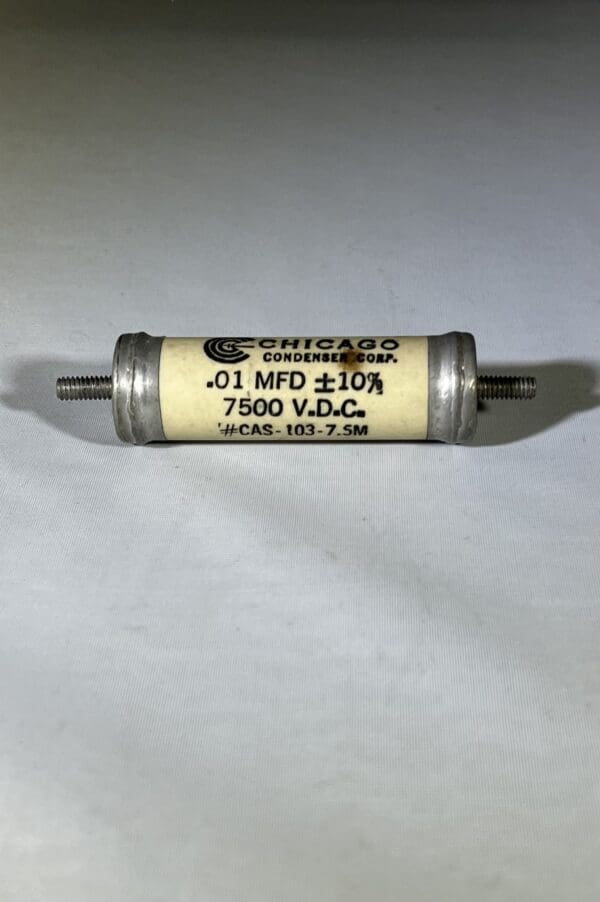 CHICAGO
CONDENSER CORP.
.01 MFD ±10%
7500 V.D.C.
#CAS-103-7.5M